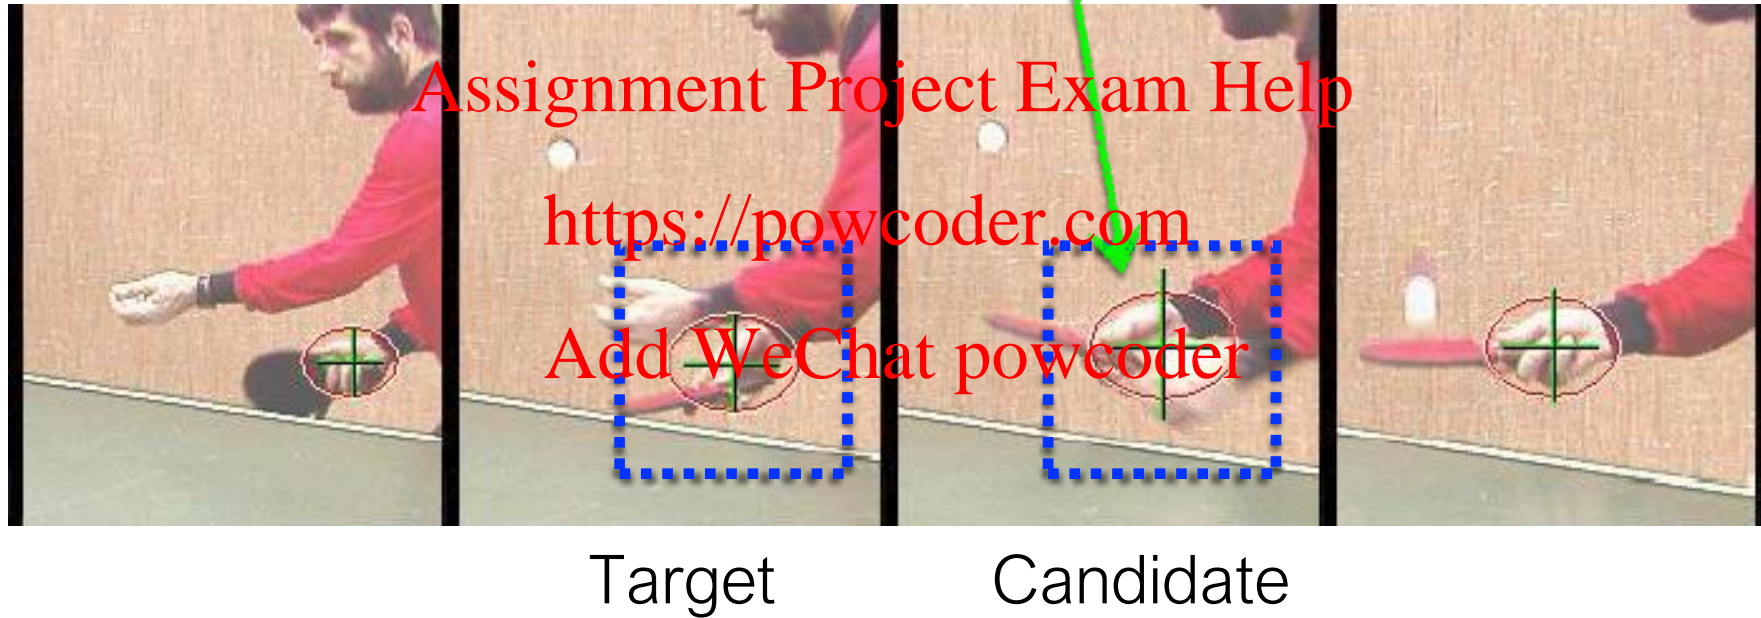 Assignment Project Exam Help
https://powcoder.com
Add WeChat powcoder
Target Candidate